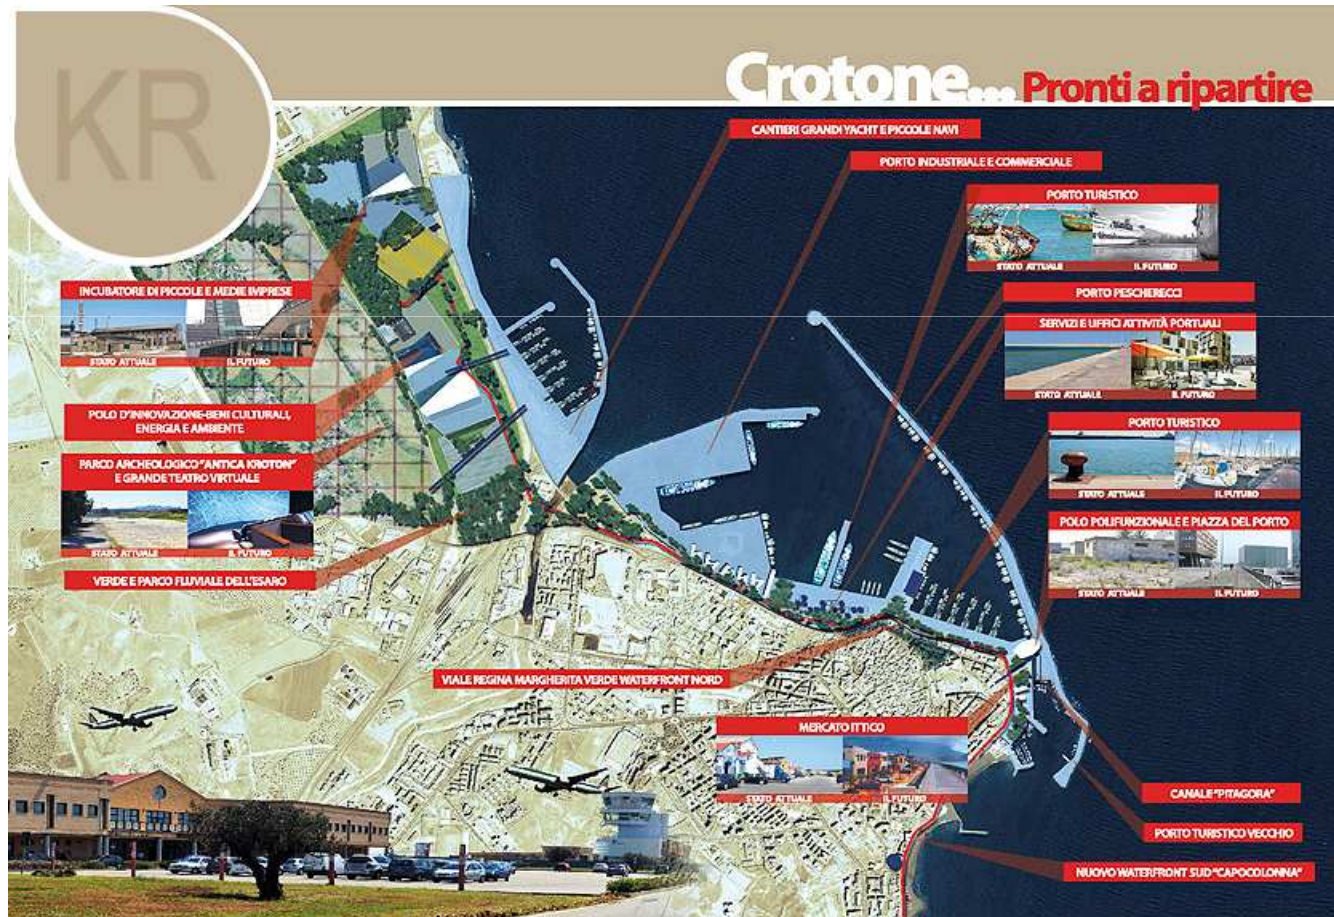 KR
Crotone... Pronti a ripartire
CANTIERI GRANDI YACHT E PICCOLE NAVI
PORTO INDUSTRIALE E COMMERCIALE
PORTO TURISTICO
STATO ATTUALE IL FUTURO
PORTO PESCHERECCI
SERVIZI E UFFICI ATTIVITÀ PORTUALI
STATO ATTUALE IL FUTURO
PORTO TURISTICO
STATO ATTUALE IL FUTURO
POLO POLIFUNZIONALE E PIAZZA DEL PORTO
STATO ATTUALE IL FUTURO
INCUBATORE DI PICCOLE E MEDIE IMPRESE
STATO ATTUALE IL FUTURO
POLO D'INNOVAZIONE-BENI CULTURALI,
ENERGIA E AMBIENTE
PARCO ARCHEOLOGICO "ANTICA KROTON"
E GRANDE TEATRO VIRTUALE
STATO ATTUALE IL FUTURO
VERDE E PARCO FLUVIALE DELL'ESARO
VIALE REGINA MARGHERITA VERDE WATERFRONT NORD
MERCATO ITTICO
STATO ATTUALE IL FUTURO
CANALE "PITAGORA"
PORTO TURISTICO VECCHIO
NUOVO WATERFRONT SUD "CAPOCOLONNA"